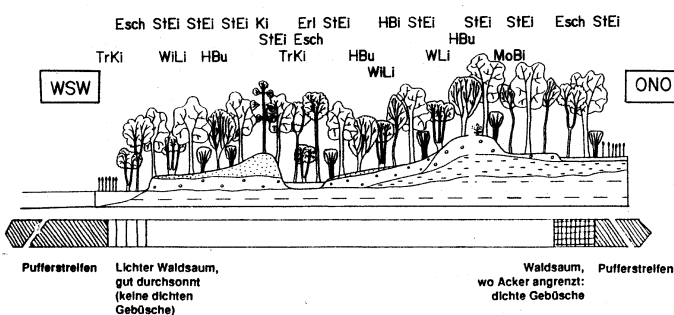 Esch StEi StEi StEi Ki Erl StEi HBi StEi StEi StEi Esch StEi
StEi Esch HBu
TrKi WiLi HBu TrKi HBu WLi MoBi
WiLi
WSW
ONO
Pufferstreifen
Lichter Waldsaum,
gut durchsonnt
(keine dichten
Gebüsche)
Waldsaum,
wo Acker angrenzt:
dichte Gebüsche
Pufferstreifen